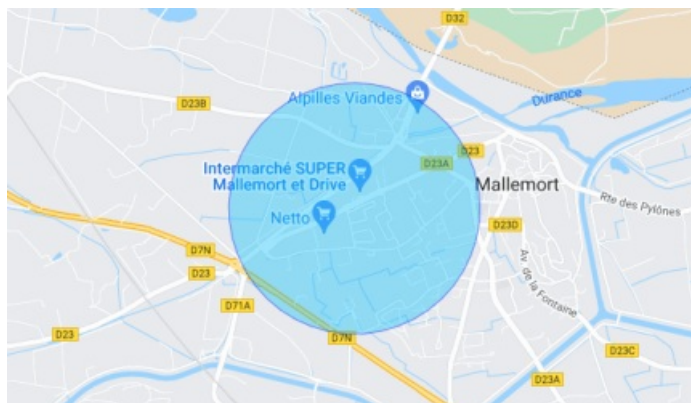 D32
Alpilles Viandes
Durance
D23B
D23
D23A
Intermarché SUPER
Mallemort et Drive
Mallemort
Rte des Pylônes
Netto
D23D
D7N
D23
Av. de la Fontaine
D71A
D23
D7N
D23C
D23A